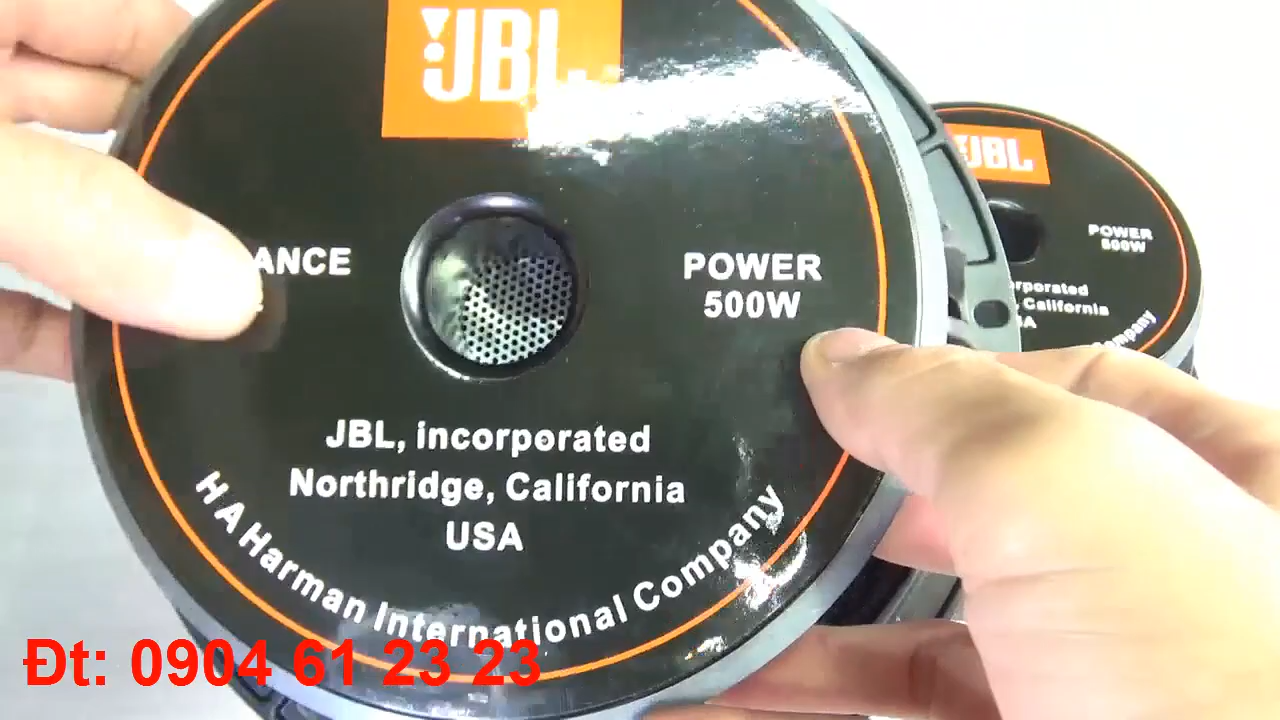 JBL
ANCE
POWER
500W
JBL, incorporated
Northridge, California
USA
H A Harman International Company
JBL
POWER
500W
rporated
, California
Company
Đt: 0904 61 23 23